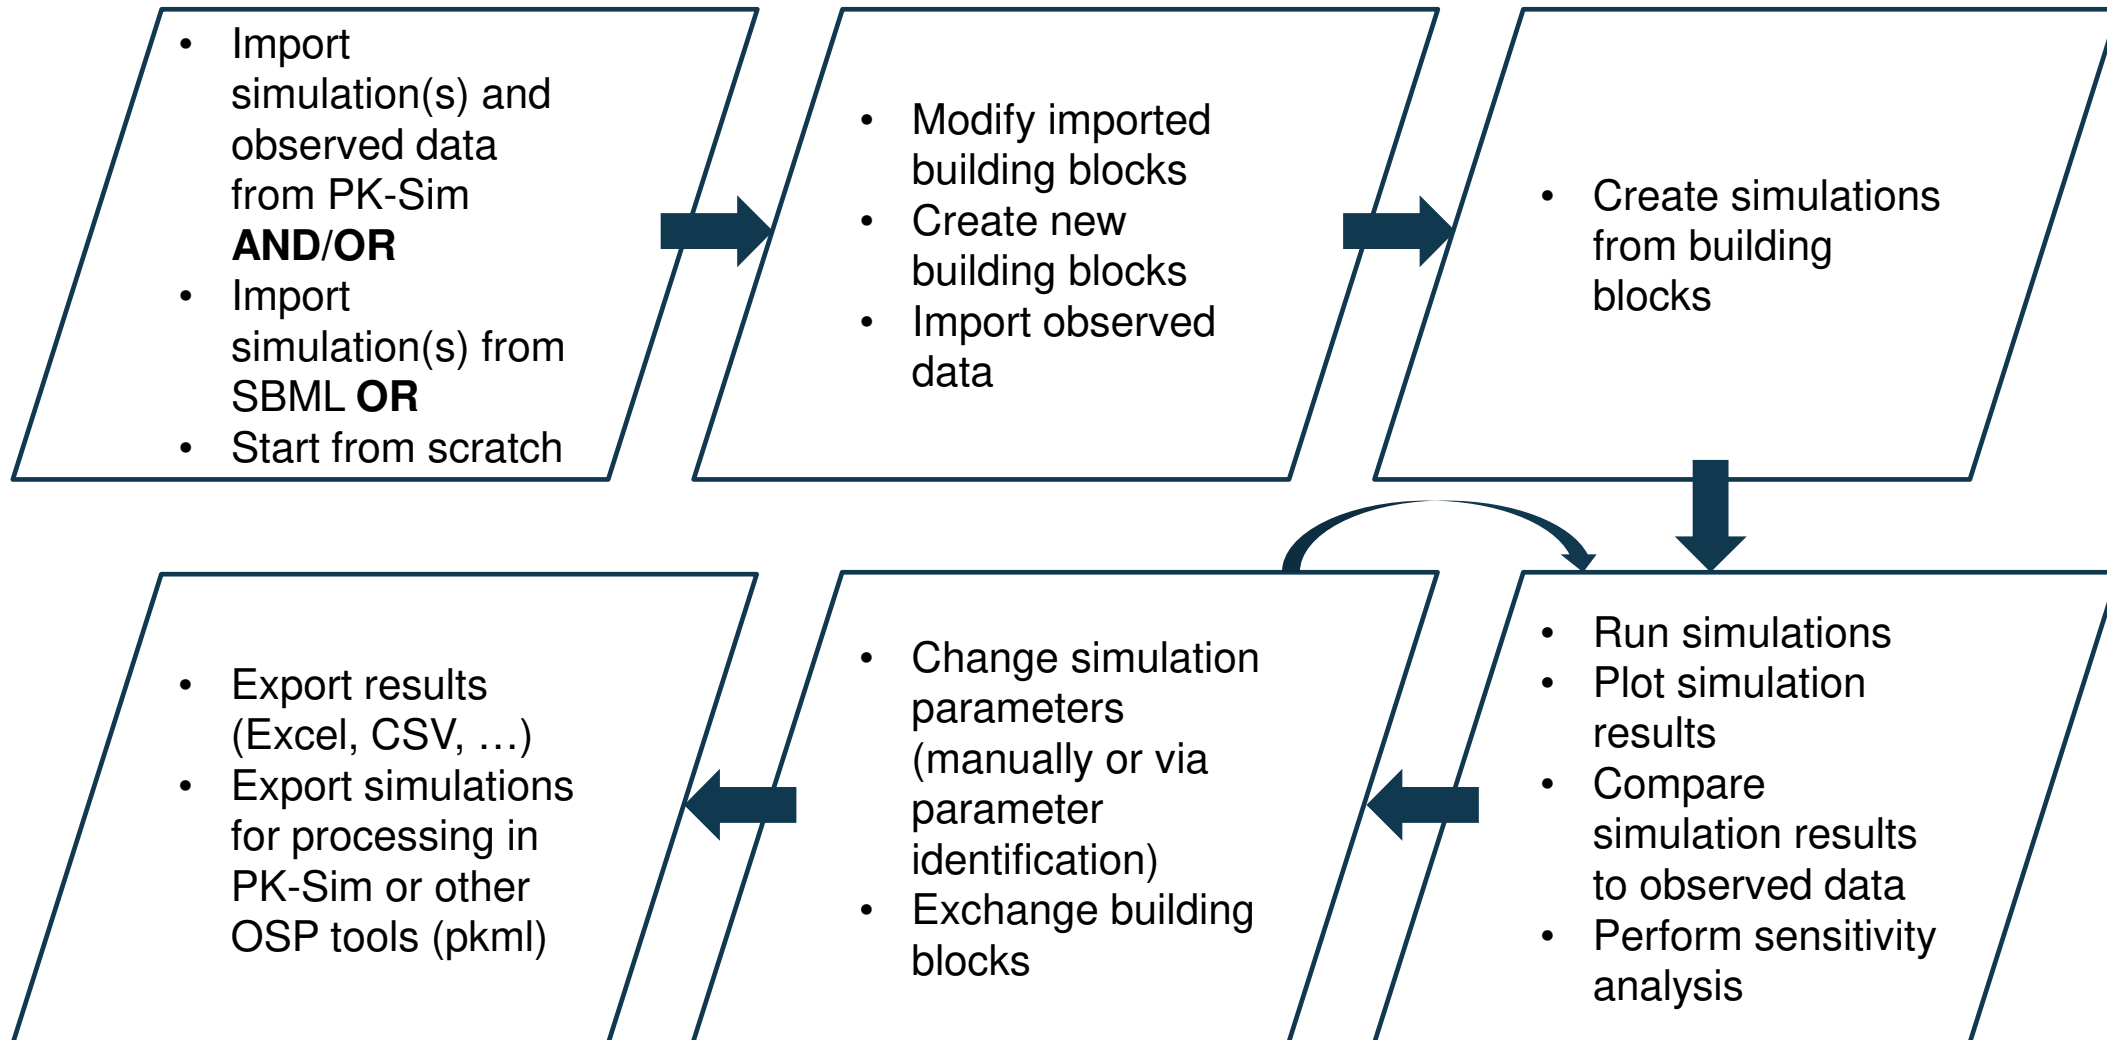 • Import
simulation(s) and
observed data
from PK-Sim
AND/OR
• Import
simulation(s) from
SBML OR
• Start from scratch
• Modify imported
building blocks
• Create new
building blocks
• Import observed
data
• Create simulations
from building
blocks
• Run simulations
• Plot simulation
results
• Compare
simulation results
to observed data
• Perform sensitivity
analysis
• Change simulation
parameters
(manually or via
parameter
identification)
• Exchange building
blocks
• Export results
(Excel, CSV, …)
• Export simulations
for processing in
PK-Sim or other
OSP tools (pkml)